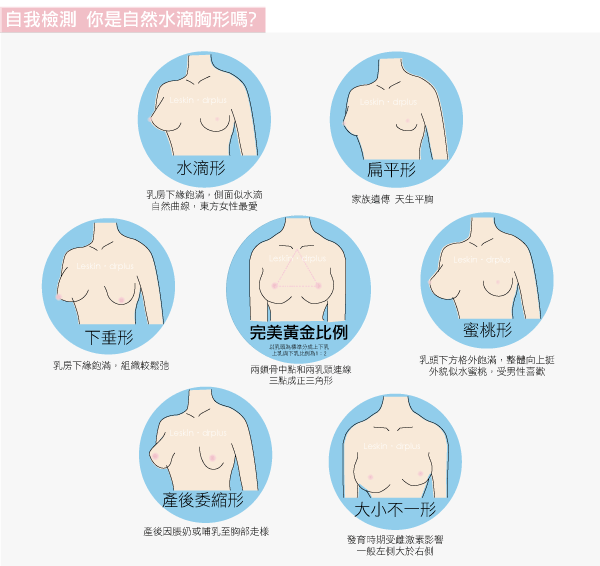 自我檢測 你是自然水滴胸形嗎?
水滴形
乳房下緣飽滿，側面似水滴
自然曲線，東方女性最愛
扁平形
家族遺傳 天生平胸
下垂形
乳房下緣飽滿，組織較鬆弛
完美黃金比例
以乳頭為標準分成上下乳
上乳與下乳比例為1：2
兩鎖骨中點和兩乳頭連線
三點成正三角形
蜜桃形
乳頭下方格外飽滿，整體向上挺
外貌似水蜜桃，受男性喜歡
產後委縮形
產後因脹奶或哺乳至胸部走樣
大小不一形
發育時期受雌激素影響
一般左側大於右側